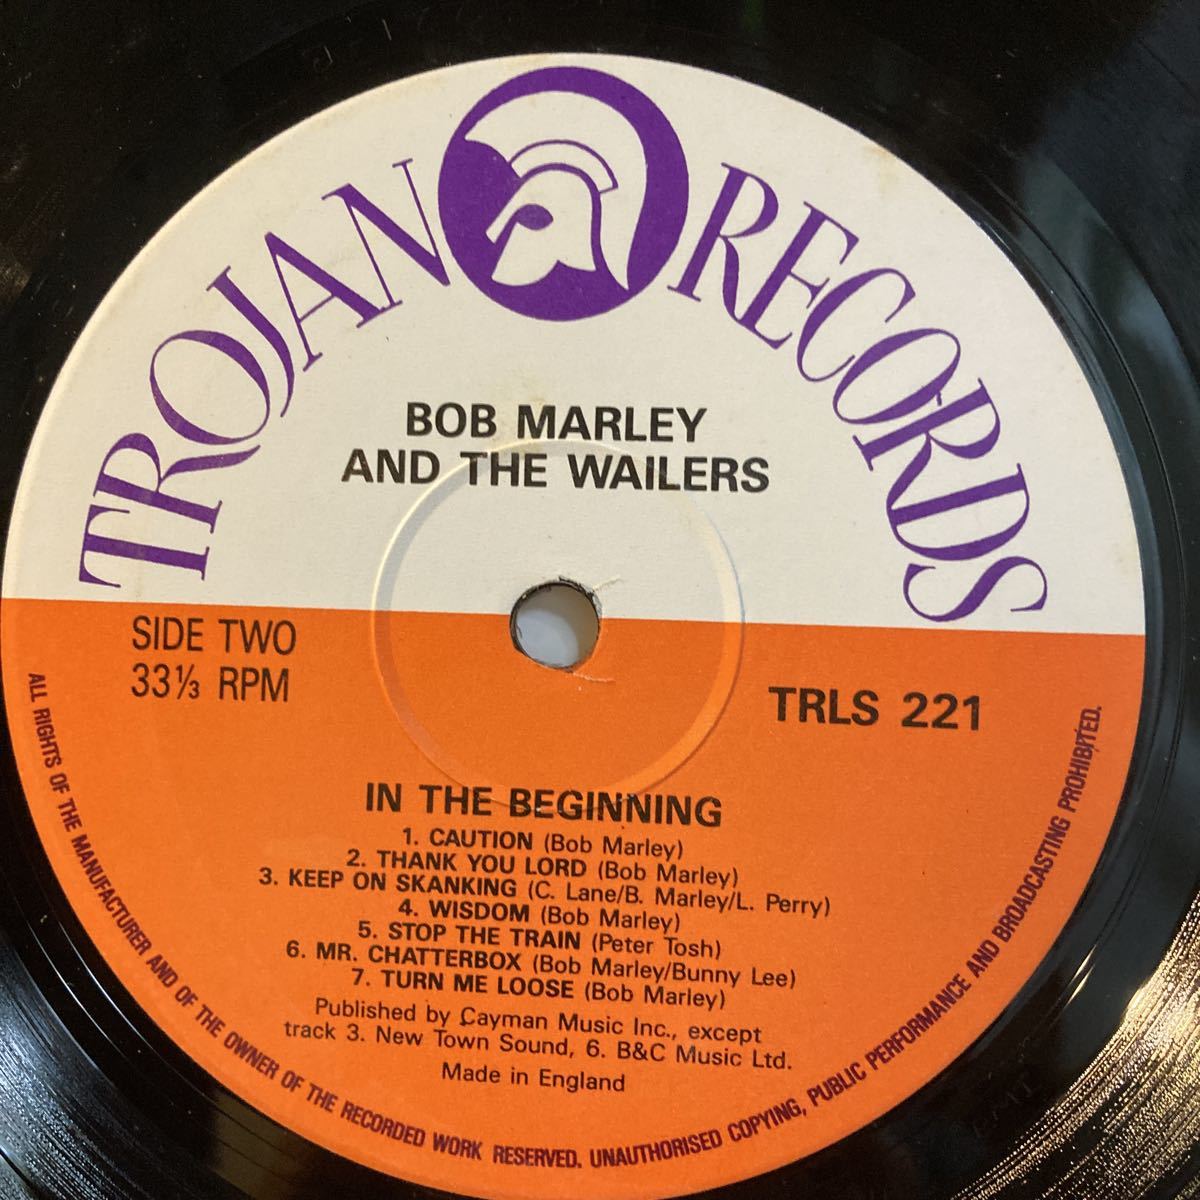 TROJAN RECORDS
BOB MARLEY
AND THE WAILERS
SIDE TWO
33⅓ RPM
TRLS 221
IN THE BEGINNING
1. CAUTION (Bob Marley)
2. THANK YOU LORD (Bob Marley)
3. KEEP ON SKANKING (C. Lane/B. Marley/L. Perry)
4. WISDOM (Bob Marley)
5. STOP THE TRAIN (Peter Tosh)
6. MR. CHATTERBOX (Bob Marley/Bunny Lee)
7. TURN ME LOOSE (Bob Marley)
Published by Cayman Music Inc., except
track 3. New Town Sound, 6. B&C Music Ltd.
Made in England
ALL RIGHTS OF THE MANUFACTURER AND OF THE OWNER OF THE RECORDED WORK RESERVED. UNAUTHORISED COPYING, PUBLIC PERFORMANCE AND BROADCASTING PROHIBITED.